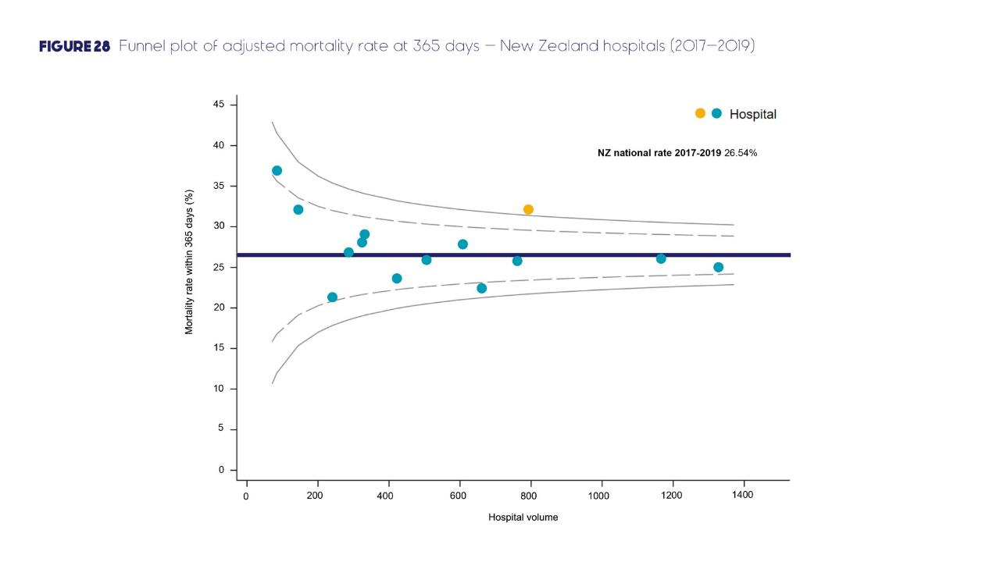 FIGURE 28 Funnel plot of adjusted mortality rate at 365 days – New Zealand hospitals (2017–2019)
Hospital
NZ national rate 2017-2019 26.54%
Mortality rate within 365 days (%)
45
40
35
30
25
20
15
10
5
0
0 200 400 600 800 1000 1200 1400
Hospital volume